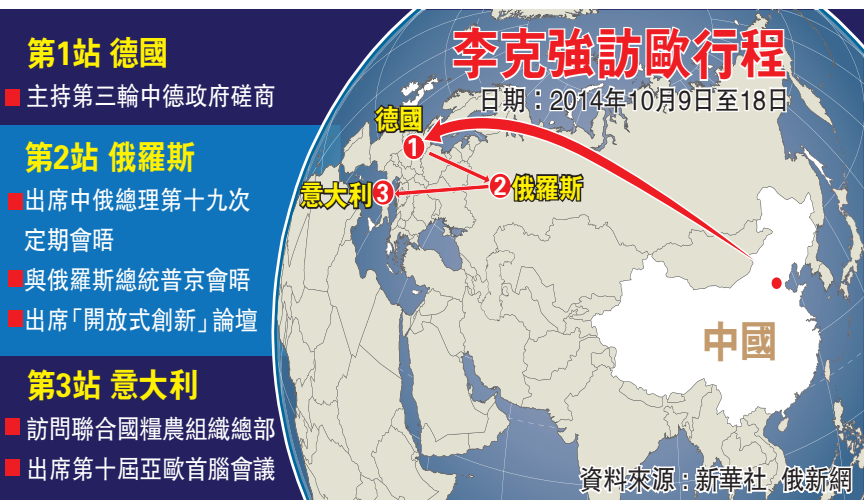 第1站 德國
主持第三輪中德政府磋商
第2站 俄羅斯
出席中俄總理第十九次
定期會晤
與俄羅斯總統普京會晤
出席「開放式創新」論壇
第3站 意大利
訪問聯合國糧農組織總部
出席第十屆亞歐首腦會議
李克強訪歐行程
日期：2014年10月9日至18日
德國
1
2 俄羅斯
意大利 3
中國
資料來源：新華社 俄新網